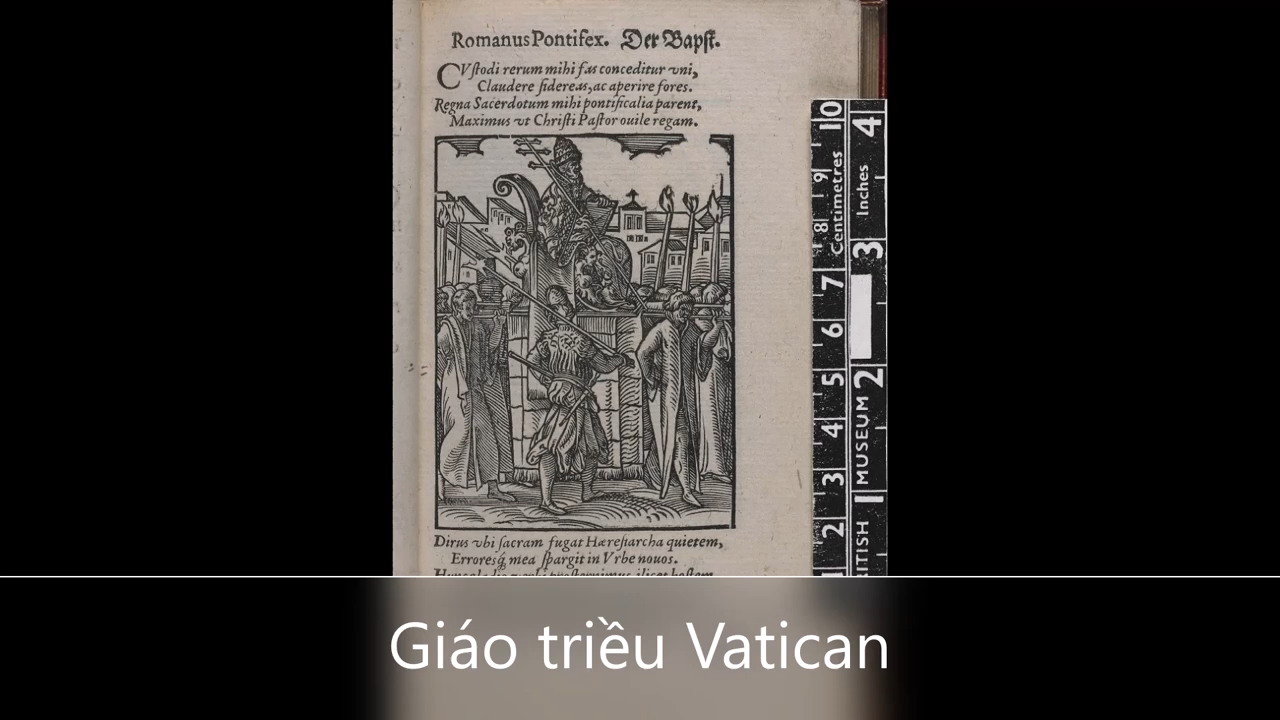 Romanus Pontifex. Der Bapſt.
CVſtodi rerum mihi fas conceditur vni,
Claudere ſidereas, ac aperire fores.
Regna Sacerdotum mihi pontificalia parent,
Maximus vt Chriſti Paſtor ouile regam.
Dirus vbi ſacram fugat Hæreſiarcha quietem,
Erroresq́; mea ſpargit in Vrbe nouos.
2 3 4 5 6 7 8 9 10
Centimetres
ITISH MUSEUM
1 2 3 4
Inches
Giáo triều Vatican